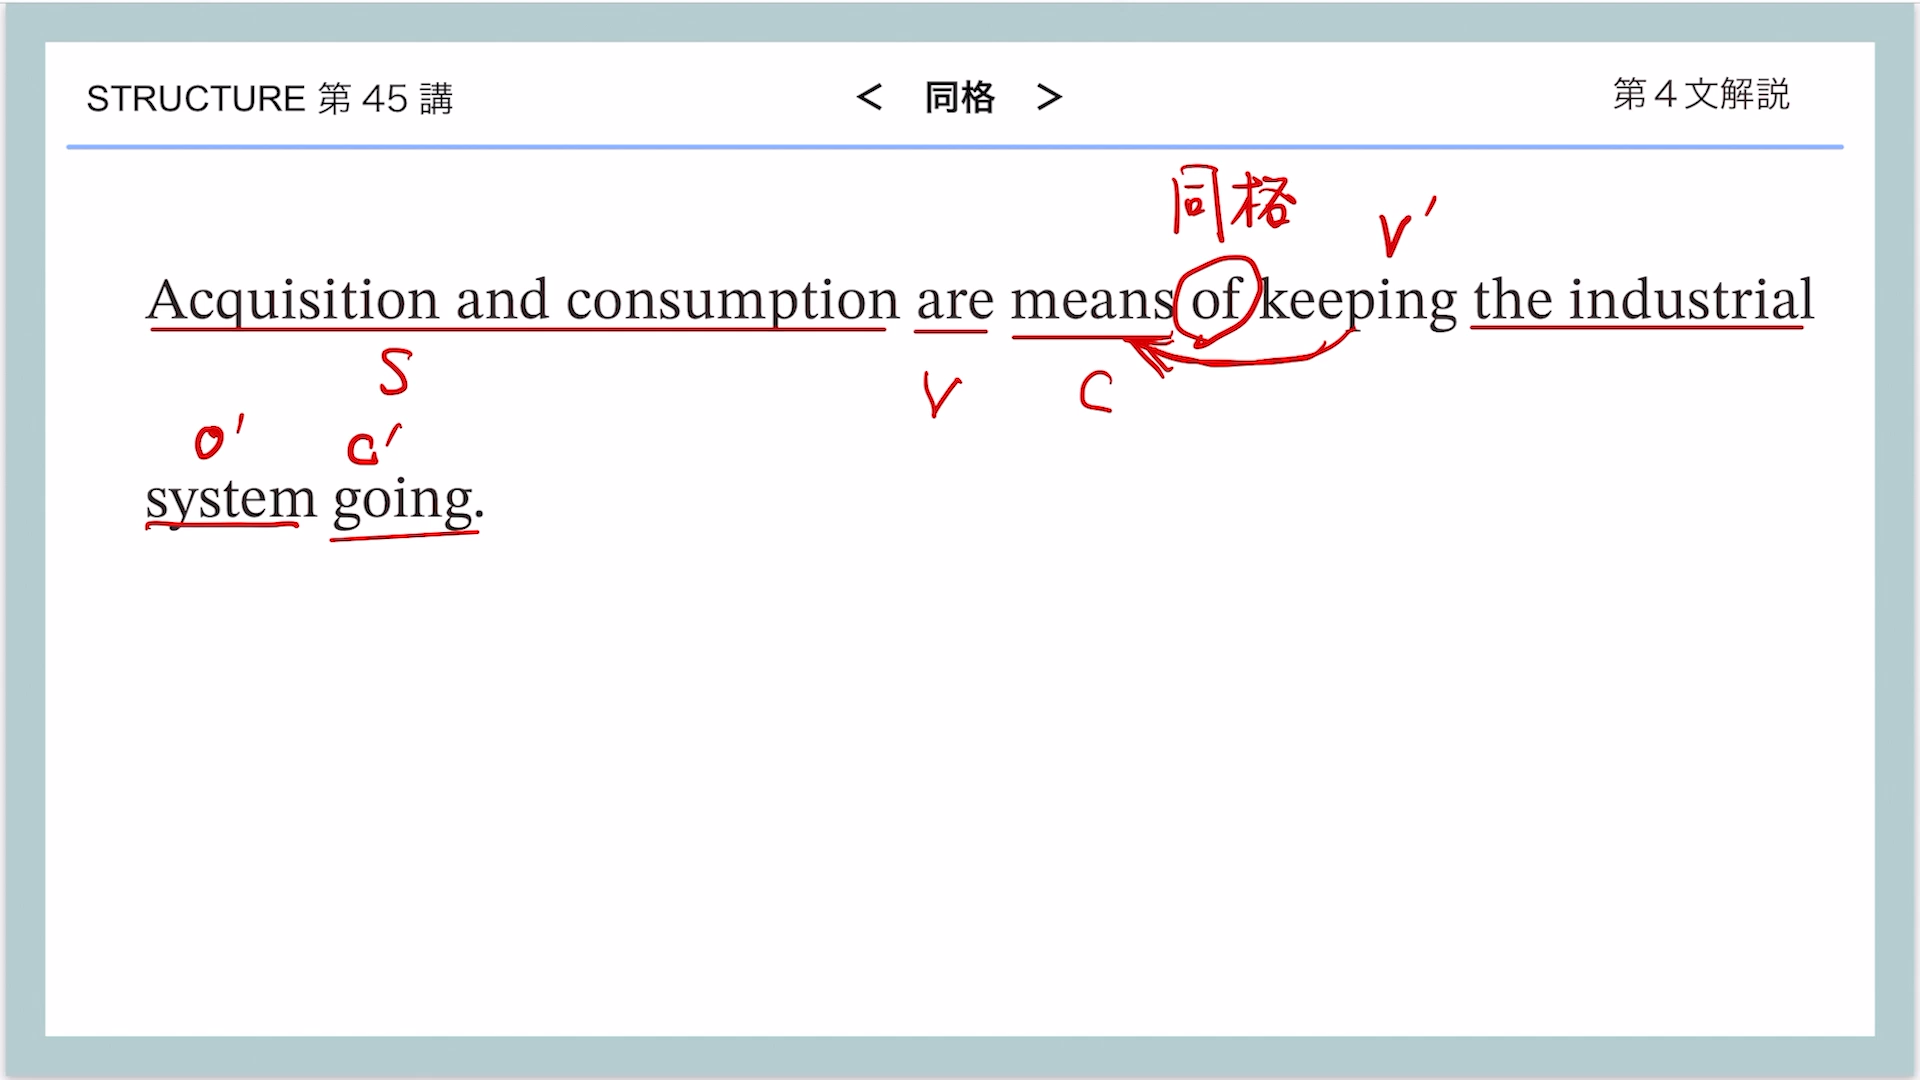 STRUCTURE 第 45 講 < 同格 > 第４文解説
同格 V'
Acquisition and consumption are means of keeping the industrial
S V C
O' C'
system going.